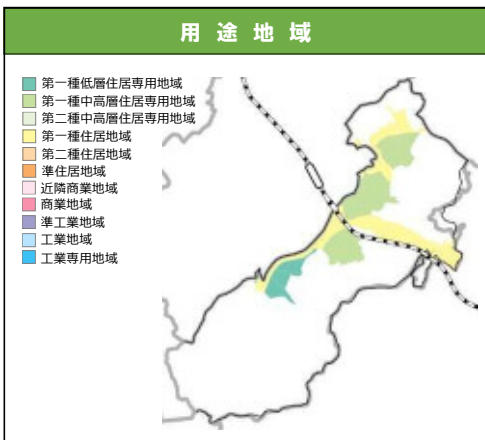 用途地域
第一種低層住居専用地域
第一種中高層住居専用地域
第二種中高層住居専用地域
第一種住居地域
第二種住居地域
準住居地域
近隣商業地域
商業地域
準工業地域
工業地域
工業専用地域